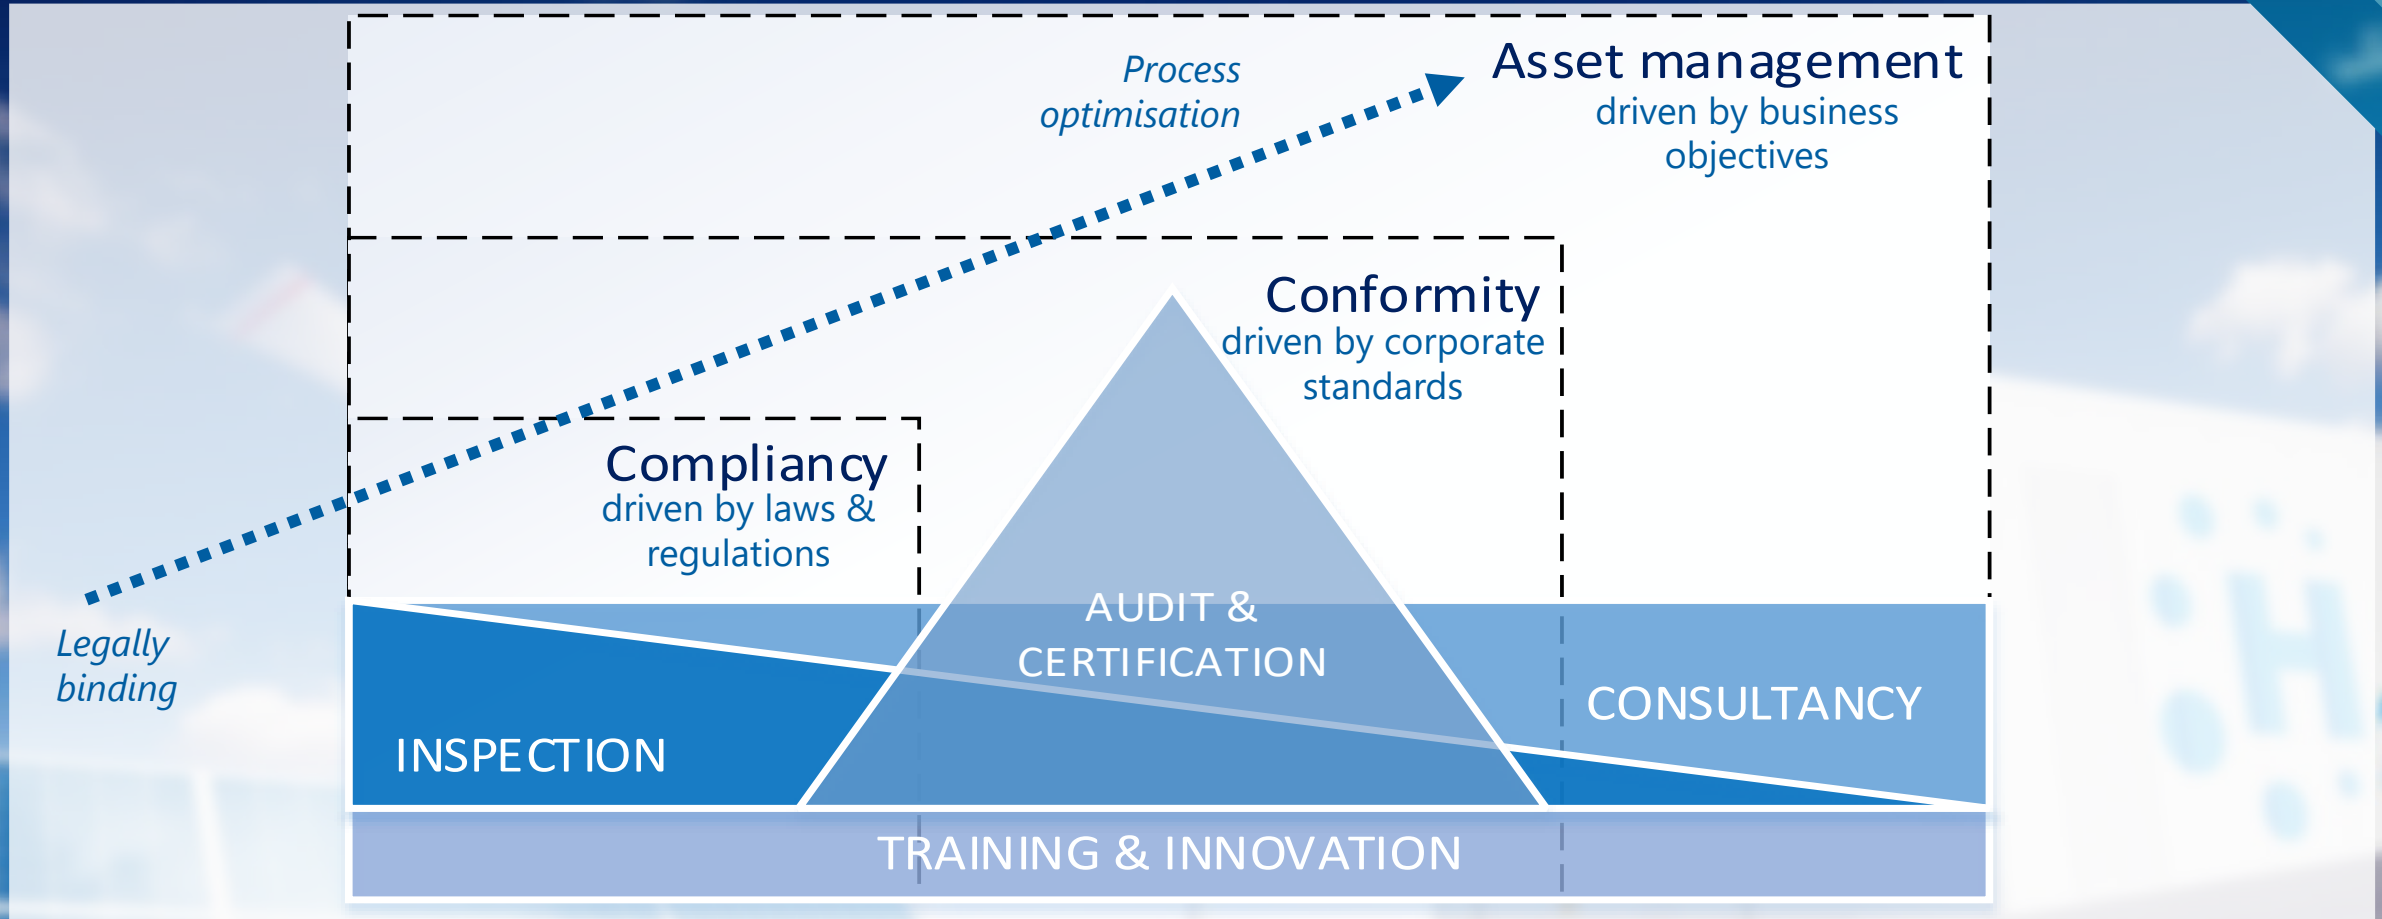 Process
optimisation
Asset management
driven by business
objectives
Conformity
driven by corporate
standards
Compliancy
driven by laws &
regulations
Legally
binding
AUDIT &
CERTIFICATION
INSPECTION
CONSULTANCY
TRAINING & INNOVATION
H